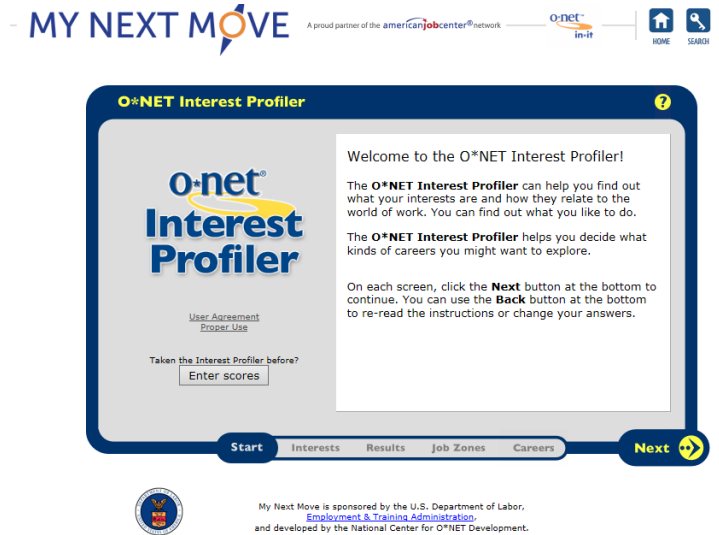 MY NEXT MOVE
A proud partner of the americanjobcenter® network
o*net™
in-it
HOME
SEARCH
O*NET Interest Profiler
?
o*net®
Interest
Profiler
User Agreement
Proper Use
Taken the Interest Profiler before?
Enter scores
Welcome to the O*NET Interest Profiler!
The O*NET Interest Profiler can help you find out
what your interests are and how they relate to the
world of work. You can find out what you like to do.
The O*NET Interest Profiler helps you decide what
kinds of careers you might want to explore.
On each screen, click the Next button at the bottom to
continue. You can use the Back button at the bottom
to re-read the instructions or change your answers.
Start
Interests
Results
Job Zones
Careers
Next
My Next Move is sponsored by the U.S. Department of Labor,
Employment & Training Administration,
and developed by the National Center for O*NET Development.